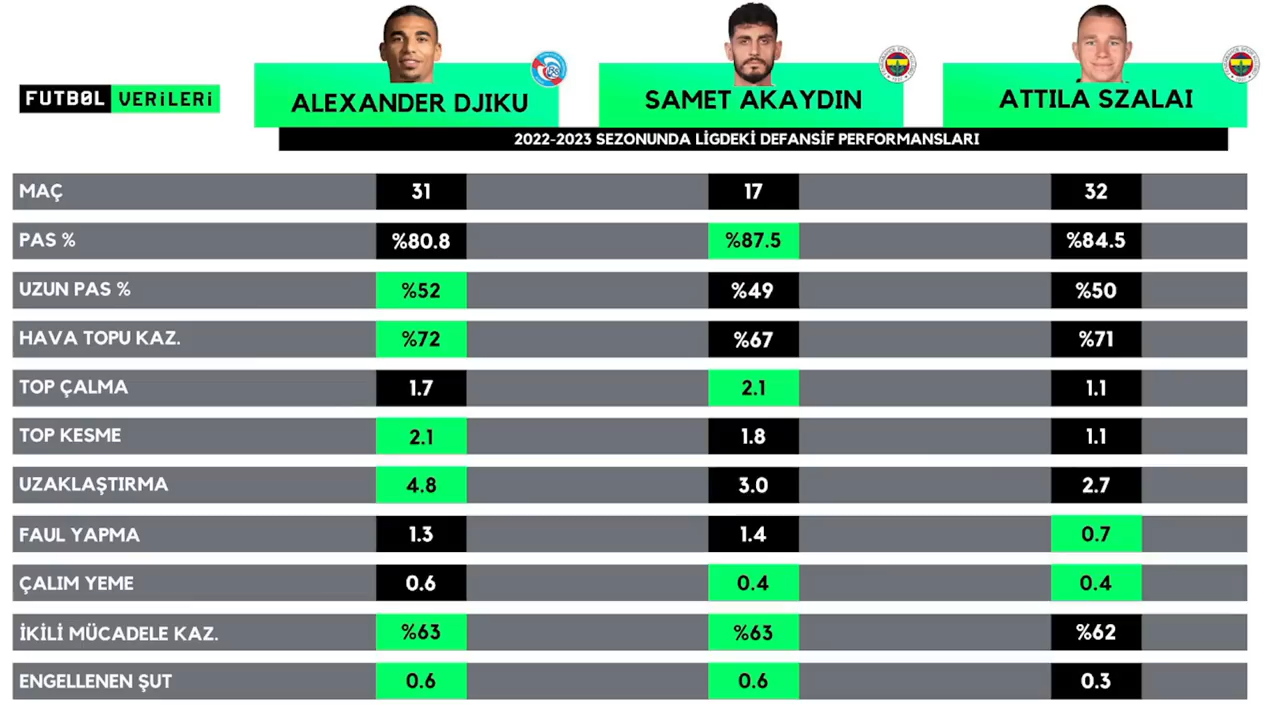 FUTBØL VERiLERi
ALEXANDER DJIKU
SAMET AKAYDIN
ATTILA SZALAI
2022-2023 SEZONUNDA LİGDEKİ DEFANSİF PERFORMANSLARI
MAÇ 31 17 32
PAS % %80.8 %87.5 %84.5
UZUN PAS % %52 %49 %50
HAVA TOPU KAZ. %72 %67 %71
TOP ÇALMA 1.7 2.1 1.1
TOP KESME 2.1 1.8 1.1
UZAKLAŞTIRMA 4.8 3.0 2.7
FAUL YAPMA 1.3 1.4 0.7
ÇALIM YEME 0.6 0.4 0.4
İKİLİ MÜCADELE KAZ. %63 %63 %62
ENGELLENEN ŞUT 0.6 0.6 0.3